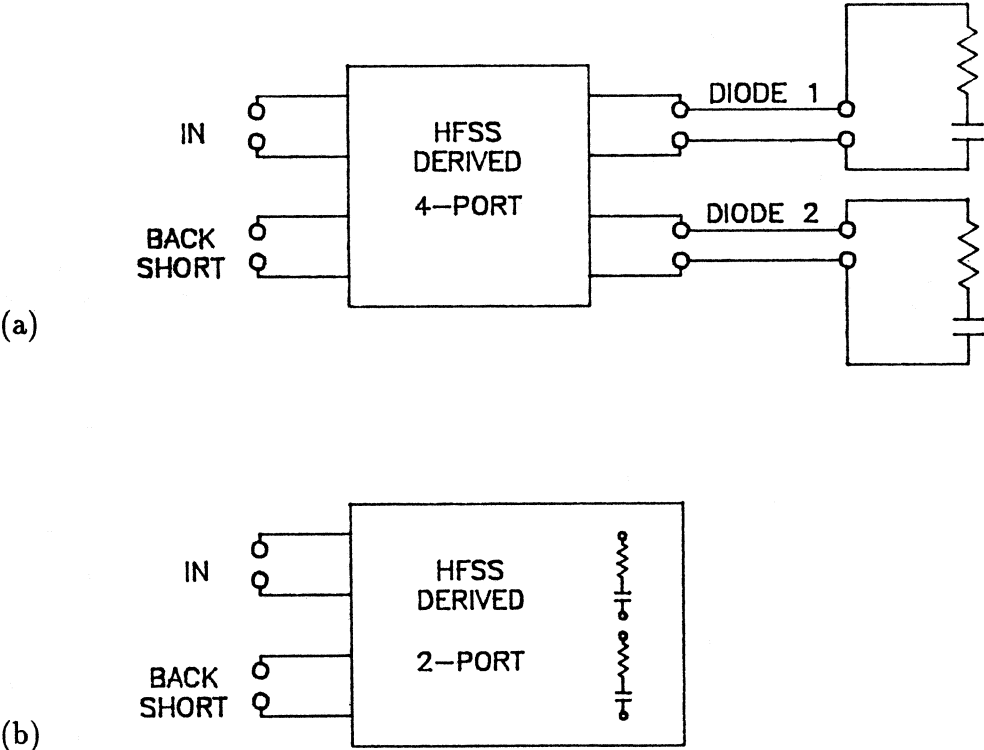 IN
HFSS
DERIVED
4-PORT
DIODE 1
DIODE 2
BACK
SHORT
(a)
IN
HFSS
DERIVED
2-PORT
BACK
SHORT
(b)